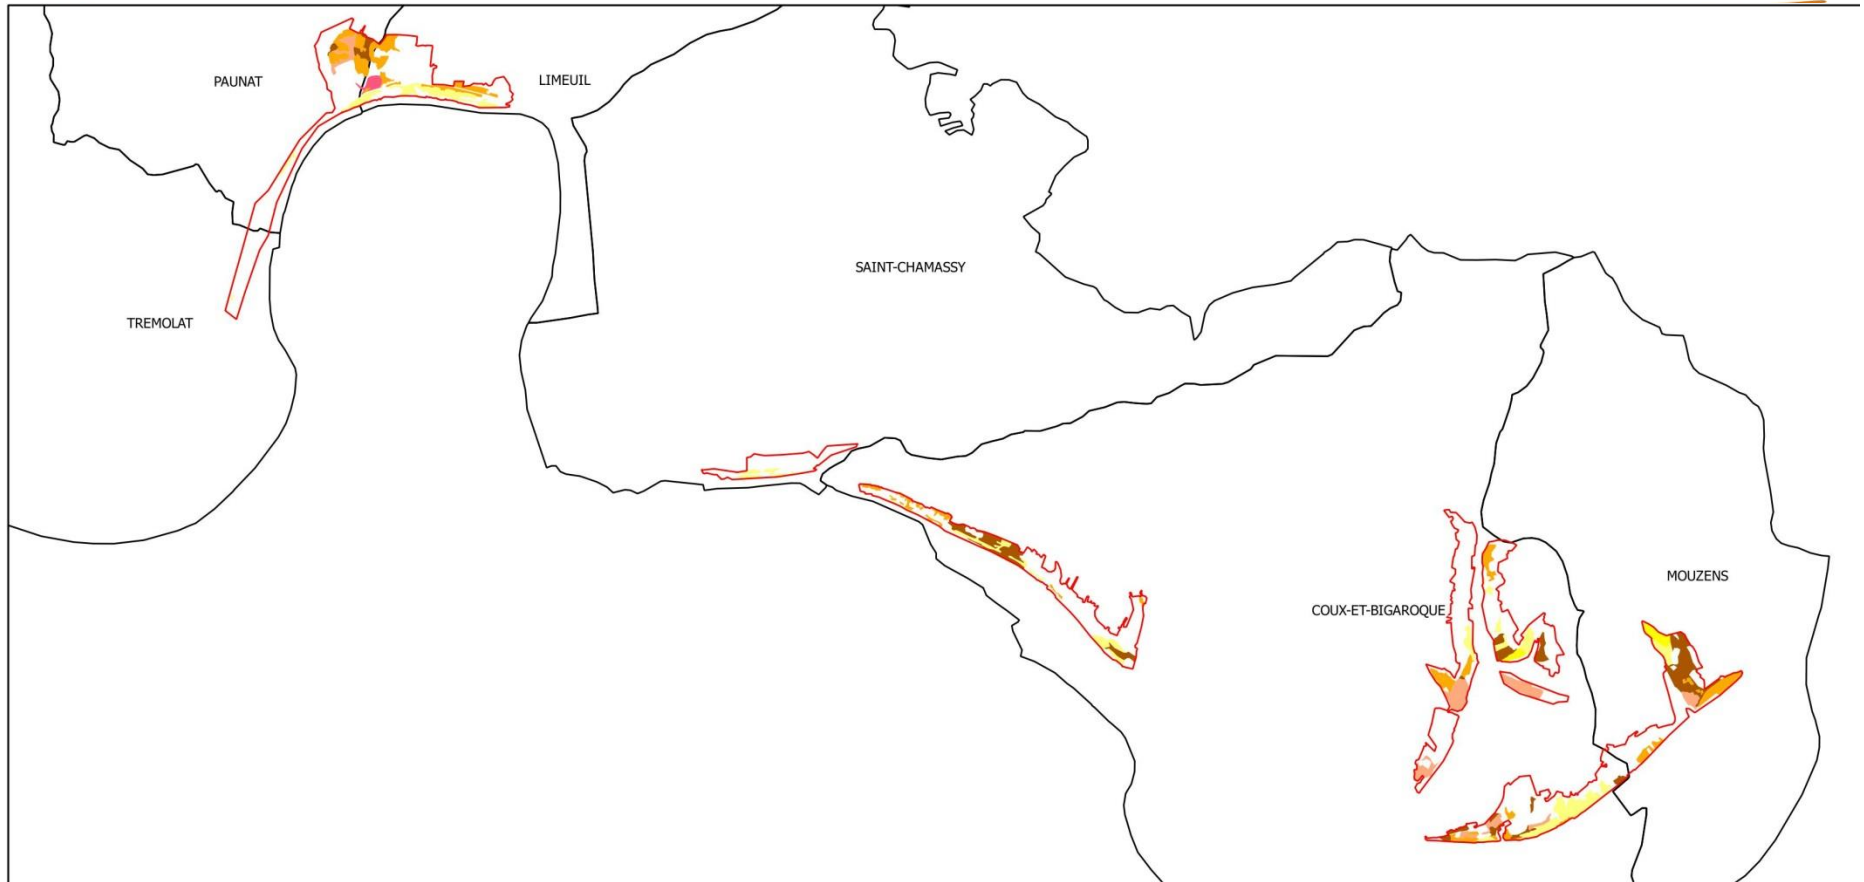 PAUNAT
LIMEUIL
SAINT-CHAMASSY
TREMOLAT
MOUZENS
COUX-ET-BIGAROQUE